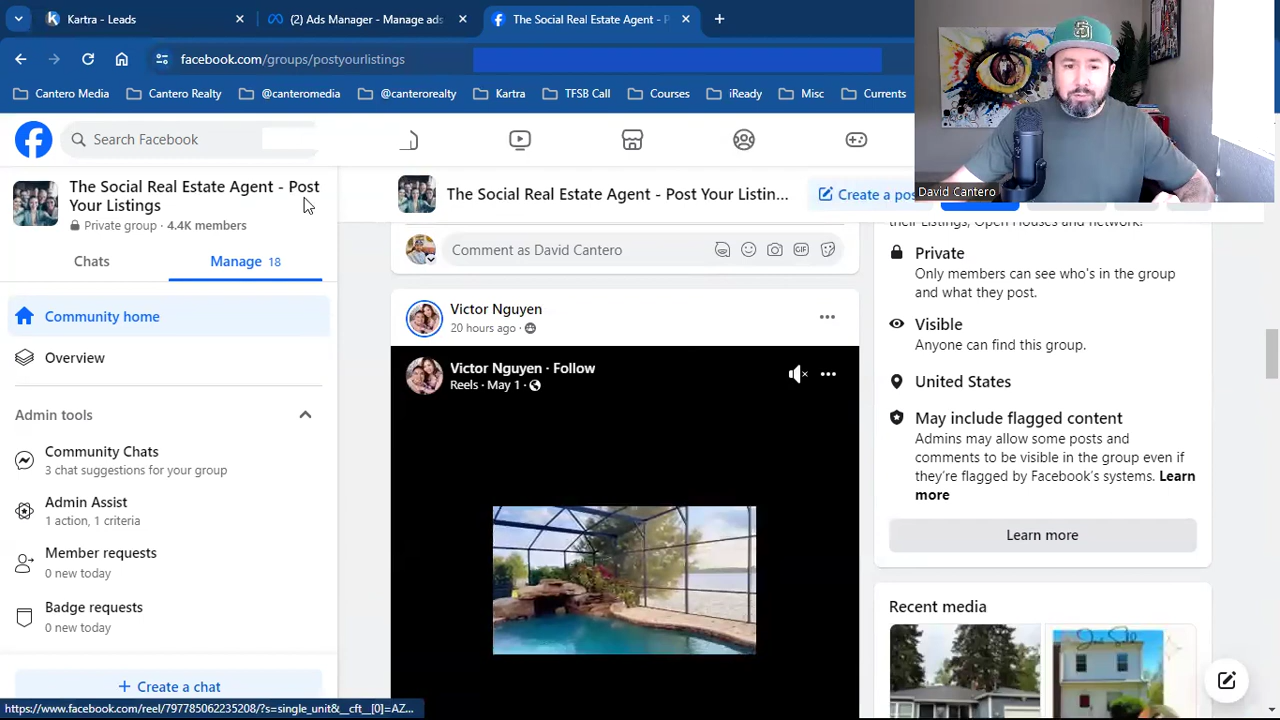 Kartra - Leads
(2) Ads Manager - Manage ads
The Social Real Estate Agent - P
facebook.com/groups/postyourlistings
Cantero Media
Cantero Realty
@canteromedia
@canterorealty
Kartra
TFSB Call
Courses
iReady
Misc
Currents
Search Facebook
The Social Real Estate Agent - Post
Your Listings
Private group · 4.4K members
Chats
Manage 18
Community home
Overview
Admin tools
Community Chats
3 chat suggestions for your group
Admin Assist
1 action, 1 criteria
Member requests
0 new today
Badge requests
0 new today
+ Create a chat
https://www.facebook.com/reel/797785062235208/?s=single_unit&__cft__[0]=AZ...
The Social Real Estate Agent - Post Your Listin...
Create a pos
Comment as David Cantero
GIF
Victor Nguyen
20 hours ago ·
Victor Nguyen · Follow
Reels · May 1 ·
David Cantero
their Listings, Open Houses and network!
Private
Only members can see who's in the group
and what they post.
Visible
Anyone can find this group.
United States
May include flagged content
Admins may allow some posts and
comments to be visible in the group even if
they're flagged by Facebook's systems. Learn
more
Learn more
Recent media